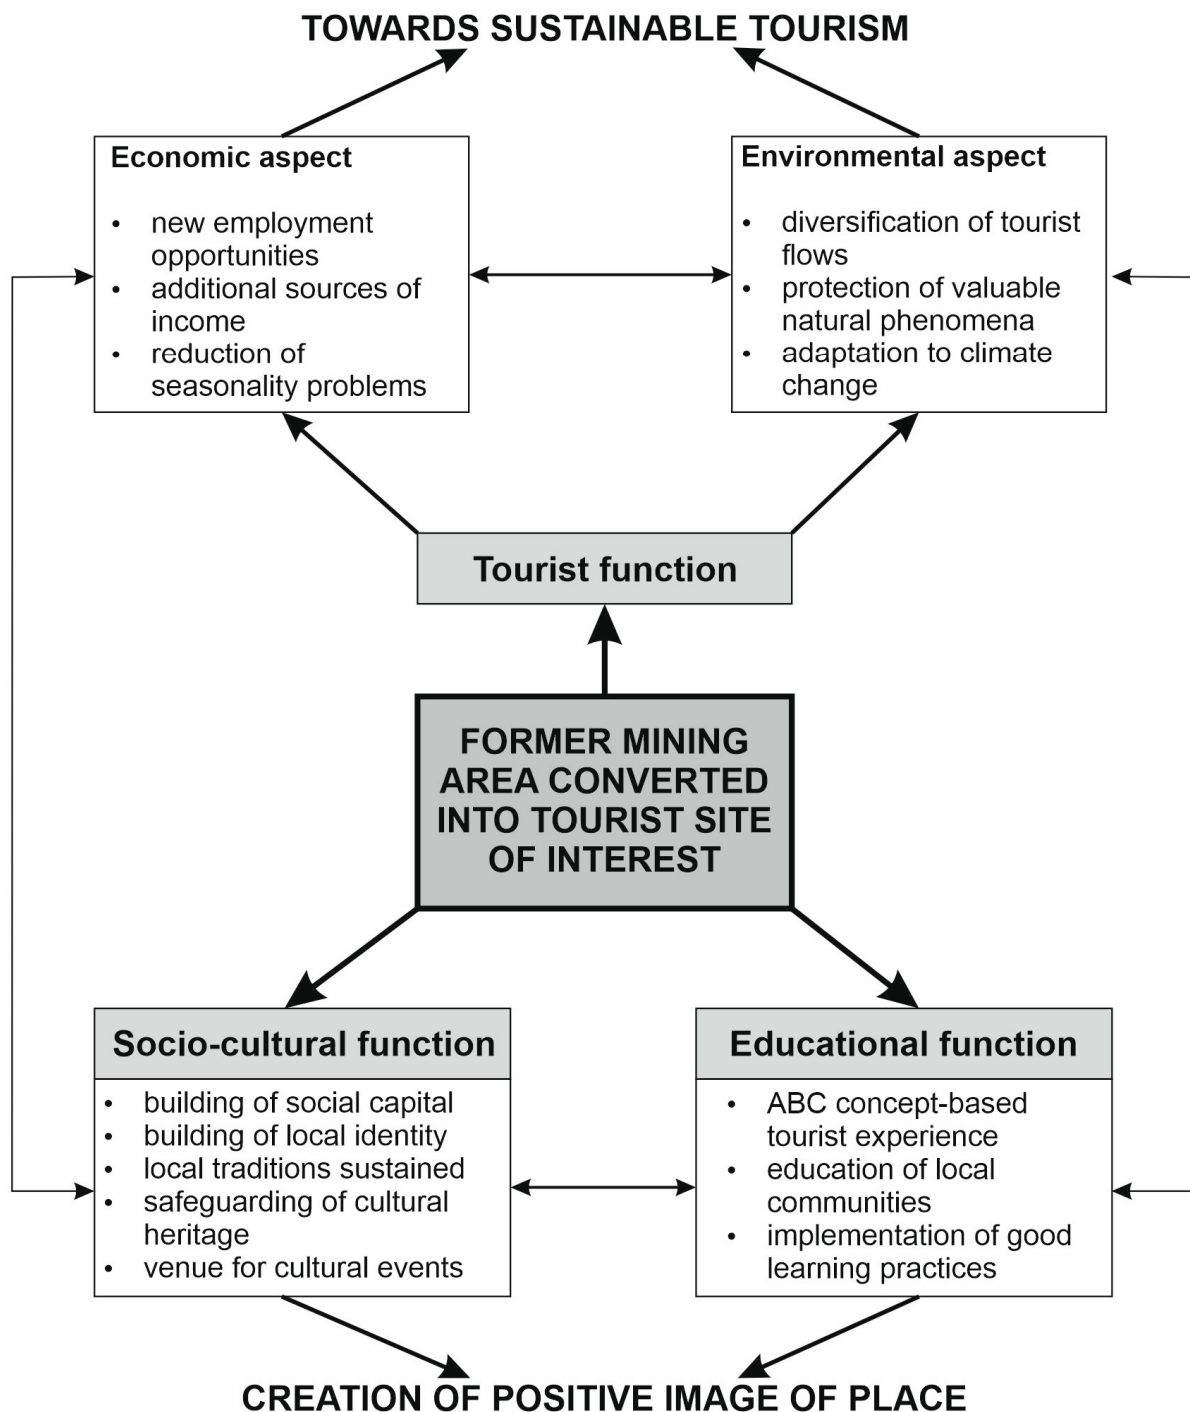 TOWARDS SUSTAINABLE TOURISM
Economic aspect
• new employment
opportunities
• additional sources of
income
• reduction of
seasonality problems
Environmental aspect
• diversification of tourist
flows
• protection of valuable
natural phenomena
• adaptation to climate
change
Tourist function
FORMER MINING
AREA CONVERTED
INTO TOURIST SITE
OF INTEREST
Socio-cultural function
• building of social capital
• building of local identity
• local traditions sustained
• safeguarding of cultural
heritage
• venue for cultural events
Educational function
• ABC concept-based
tourist experience
• education of local
communities
• implementation of good
learning practices
CREATION OF POSITIVE IMAGE OF PLACE